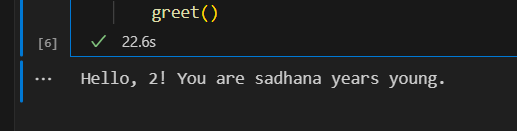 greet()
[6]
22.6s
Hello, 2! You are sadhana years young.